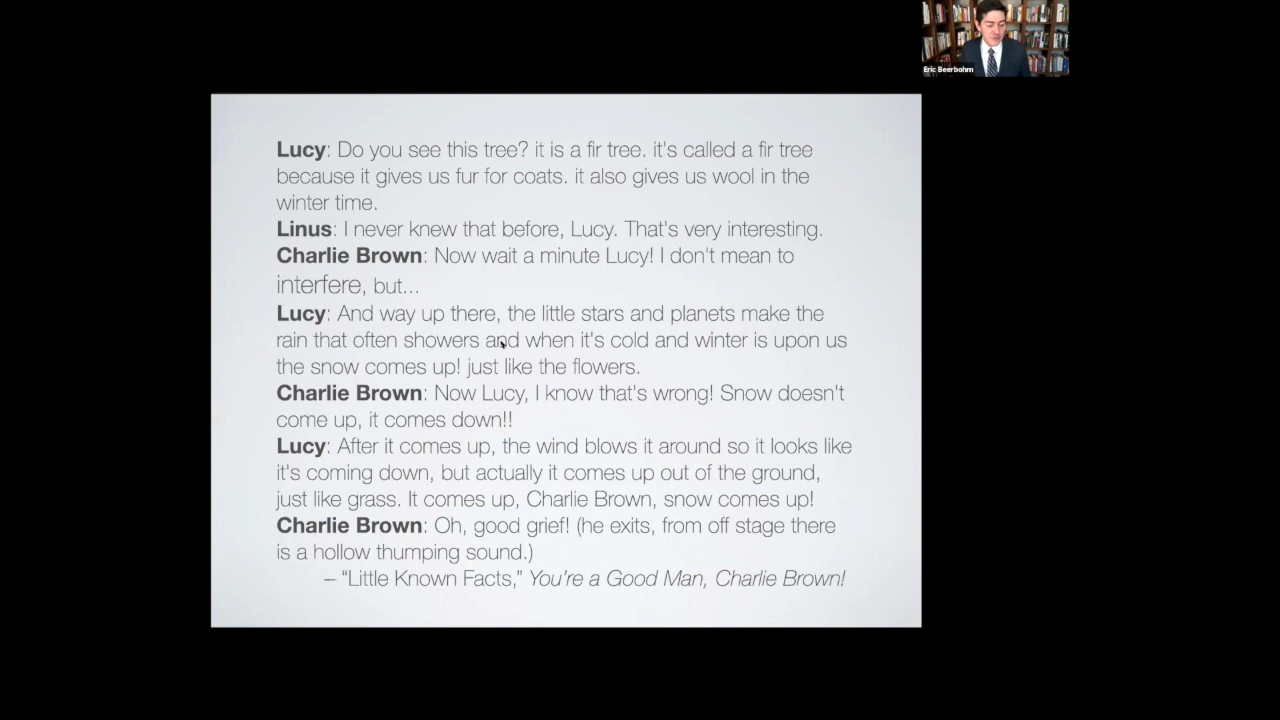 Eric Beerbohm
Lucy: Do you see this tree? it is a fir tree. it's called a fir tree
because it gives us fur for coats. it also gives us wool in the
winter time.
Linus: I never knew that before, Lucy. That's very interesting.
Charlie Brown: Now wait a minute Lucy! I don't mean to
interfere, but...
Lucy: And way up there, the little stars and planets make the
rain that often showers and when it's cold and winter is upon us
the snow comes up! just like the flowers.
Charlie Brown: Now Lucy, I know that's wrong! Snow doesn't
come up, it comes down!!
Lucy: After it comes up, the wind blows it around so it looks like
it's coming down, but actually it comes up out of the ground,
just like grass. It comes up, Charlie Brown, snow comes up!
Charlie Brown: Oh, good grief! (he exits, from off stage there
is a hollow thumping sound.)
– “Little Known Facts,” You’re a Good Man, Charlie Brown!